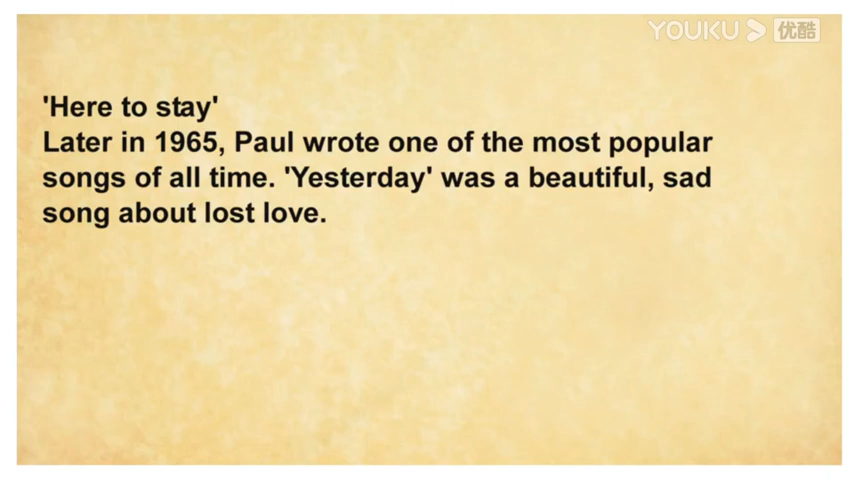 YOUKU 优酷
'Here to stay'
Later in 1965, Paul wrote one of the most popular
songs of all time. 'Yesterday' was a beautiful, sad
song about lost love.